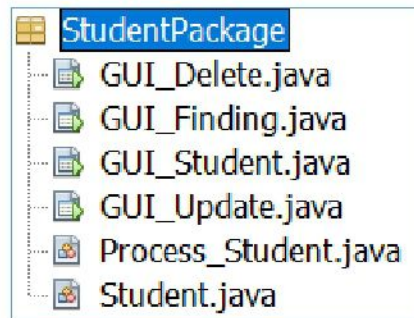 StudentPackage
GUI_Delete.java
GUI_Finding.java
GUI_Student.java
GUI_Update.java
Process_Student.java
Student.java